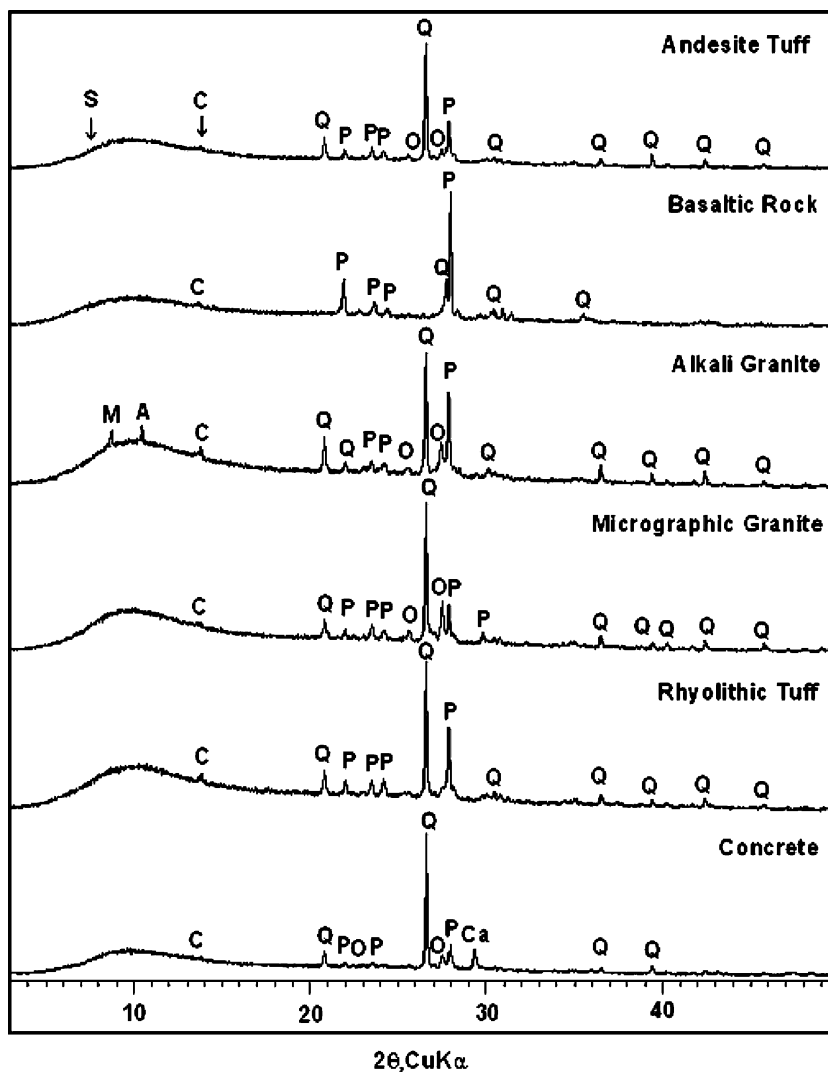 Q
Andesite Tuff
S C Q P P P O O P Q Q Q Q Q
P
Basaltic Rock
C P P P Q Q Q
Q
Alkali Granite
M A C Q Q P P O O P Q Q Q Q Q
Q
Micrographic Granite
C Q P P P O O P P Q Q Q Q Q
Q
Rhyolithic Tuff
C Q P P P P Q Q Q Q Q
Q
Concrete
C Q P O P O P Ca Q Q
10 20 30 40
2θ,CuKα